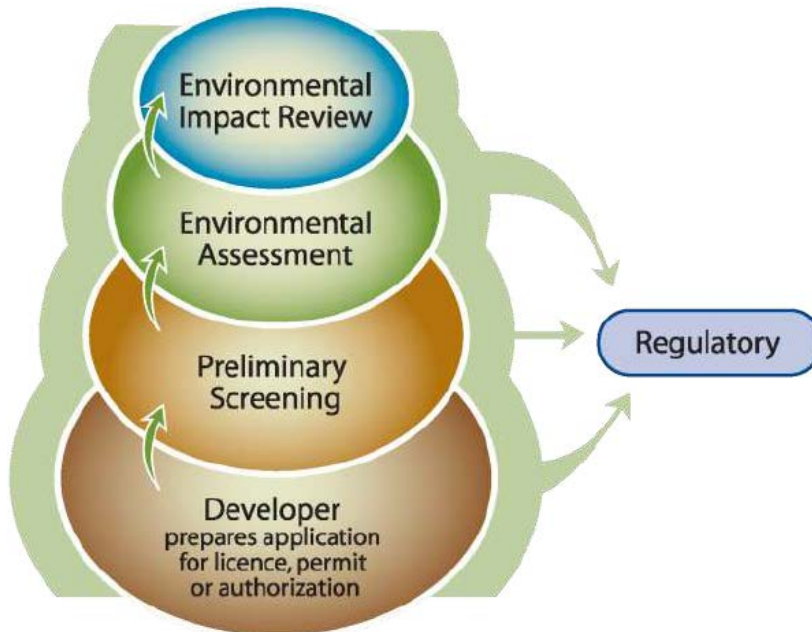 Environmental
Impact Review
Environmental
Assessment
Preliminary
Screening
Regulatory
Developer
prepares application
for licence, permit
or authorization